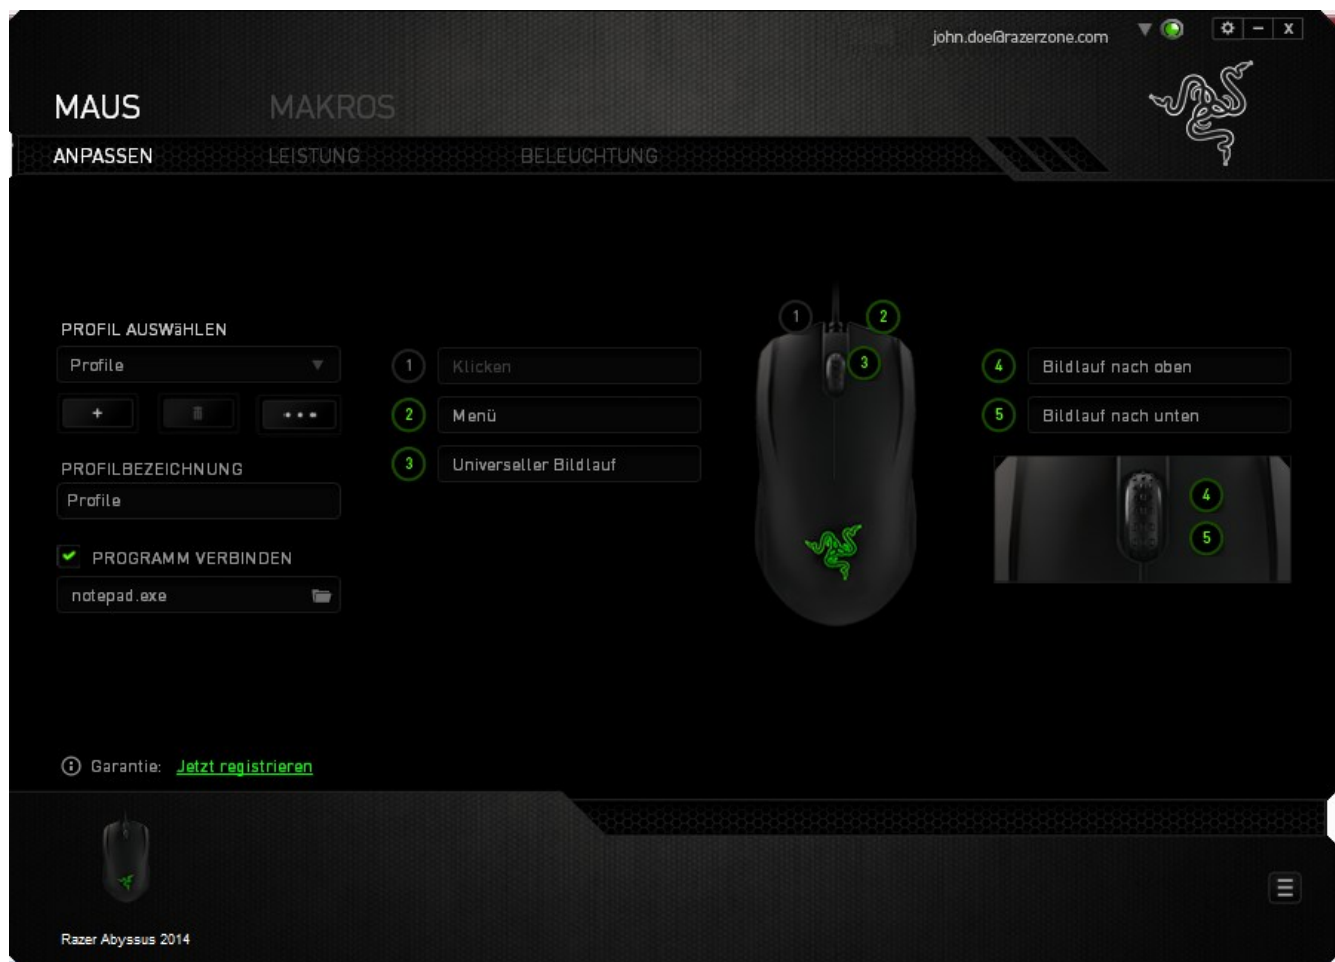 john.doe@razerzone.com
MAUS
MAKROS
ANPASSEN
LEISTUNG
BELEUCHTUNG
PROFIL AUSWäHLEN
Profile
+
PROFILBEZEICHNUNG
Profile
PROGRAMM VERBINDEN
notepad.exe
1 Klicken
2 Menü
3 Universeller Bildlauf
1
2
3
4 Bildlauf nach oben
5 Bildlauf nach unten
4
5
Garantie: Jetzt registrieren
Razer Abyssus 2014